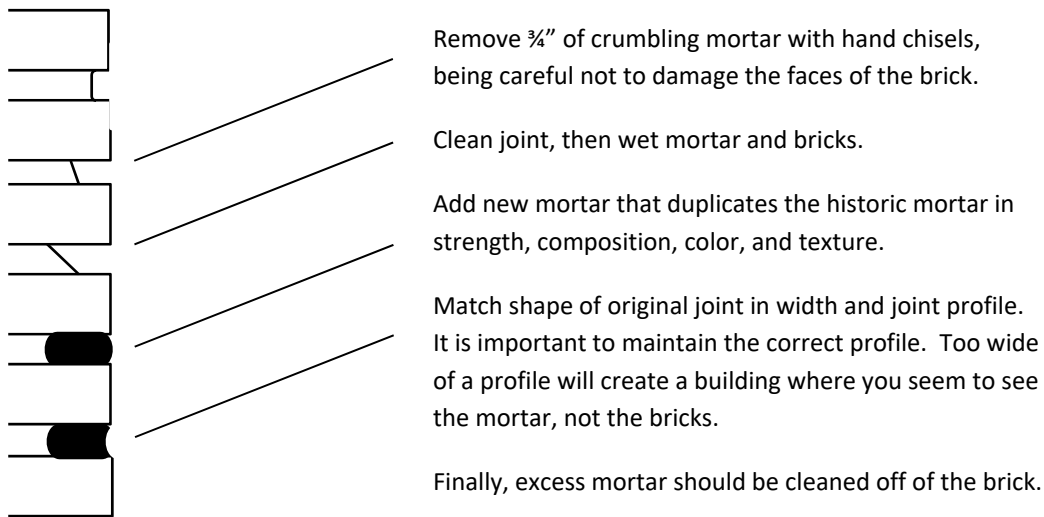 Remove ¾” of crumbling mortar with hand chisels,
being careful not to damage the faces of the brick.
Clean joint, then wet mortar and bricks.
Add new mortar that duplicates the historic mortar in
strength, composition, color, and texture.
Match shape of original joint in width and joint profile.
It is important to maintain the correct profile.  Too wide
of a profile will create a building where you seem to see
the mortar, not the bricks.
Finally, excess mortar should be cleaned off of the brick.